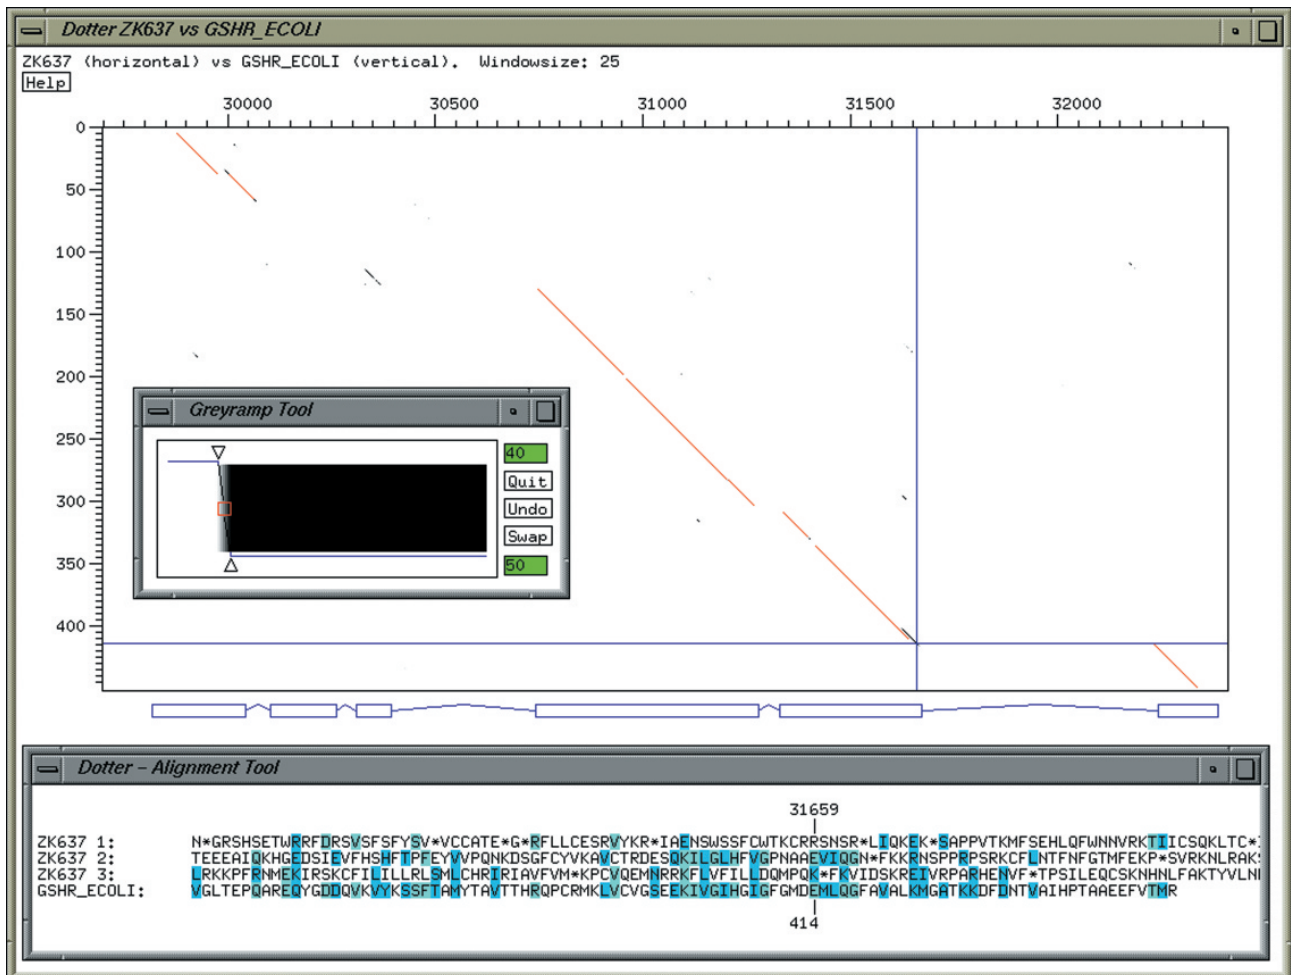 Dotter ZK637 vs GSHR_ECOLI
ZK637 (horizontal) vs GSHR_ECOLI (vertical). Windowsize: 25
Help
30000 30500 31000 31500 32000
0
50
100
150
200
250
300
350
400
Greyramp Tool
40
Quit
Undo
Swap
50
Dotter - Alignment Tool
31659
ZK637 1: N*GRSHSETWRRFDRSVSFSFYSV*VCCATE*G*RFLLCESRVYKR*IAENSWSSFCWTKCRRSNSR*LIQKEK*SAPPVTKMFSEHLQFWNNVRKTIICSQKLTC*
ZK637 2: TEEEAIQKHGEDSIEVFHSHFTPFEYVVPQNKDSGFCYVKAVCTRDESQKILGLHFVGPNAAEVIQGN*FKKRNSPPRPSRKCFLNTFNFGTMFEKP*SVRKNLRAK
ZK637 3: LRKKPFRNMEKIRSKCFILILLRLSMLCHRIRIAVFVM*KPCVQEMNRRKFLVFILLDQMPQK*FKVIDSKREIVRPARHENVF*TPSILEQCSKNHNLFAKTYVLN
GSHR_ECOLI: VGLTEPQAREQYGDDQVKVYKSSFTAMYTAVTTHRQPCRMKLVCVGSEEKIVGIHGIGFGMDEMLQGFAVALKMGATKKDFDNTVAIHPTAAEEFVTMR
414